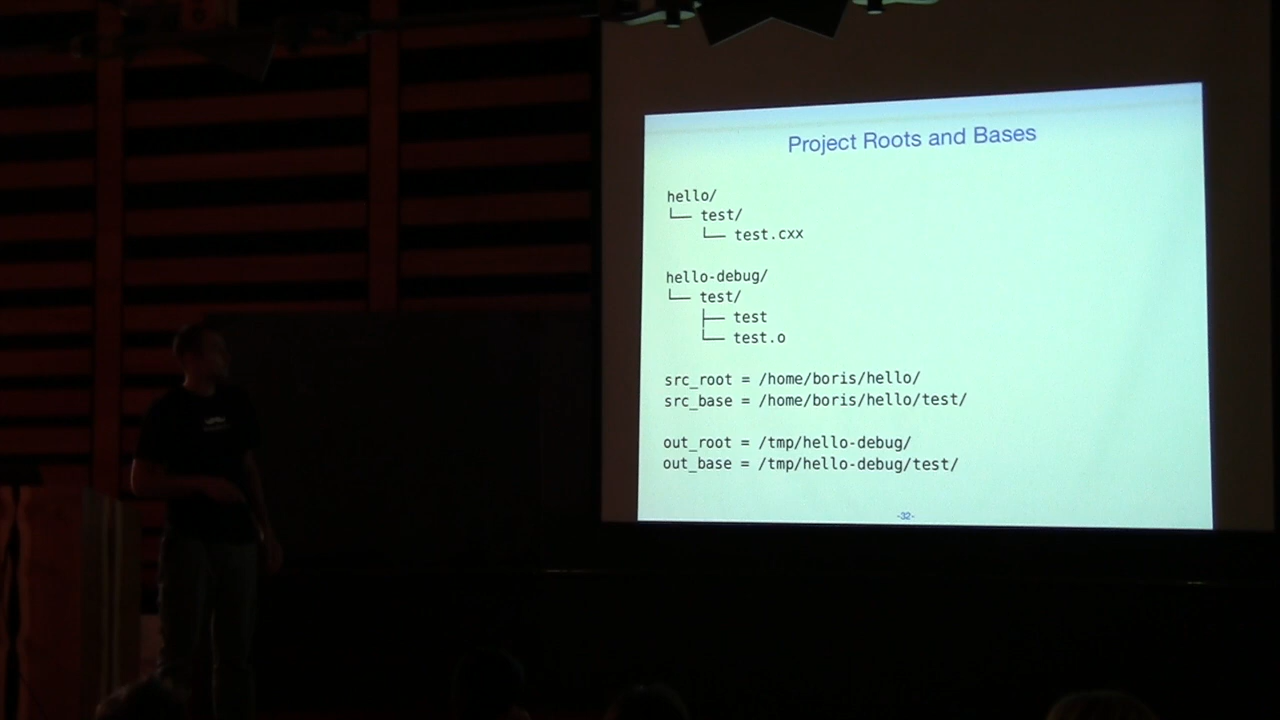 Project Roots and Bases
hello/
└── test/
    └── test.cxx
hello-debug/
└── test/
    ├── test
    └── test.o
src_root = /home/boris/hello/
src_base = /home/boris/hello/test/
out_root = /tmp/hello-debug/
out_base = /tmp/hello-debug/test/
-32-